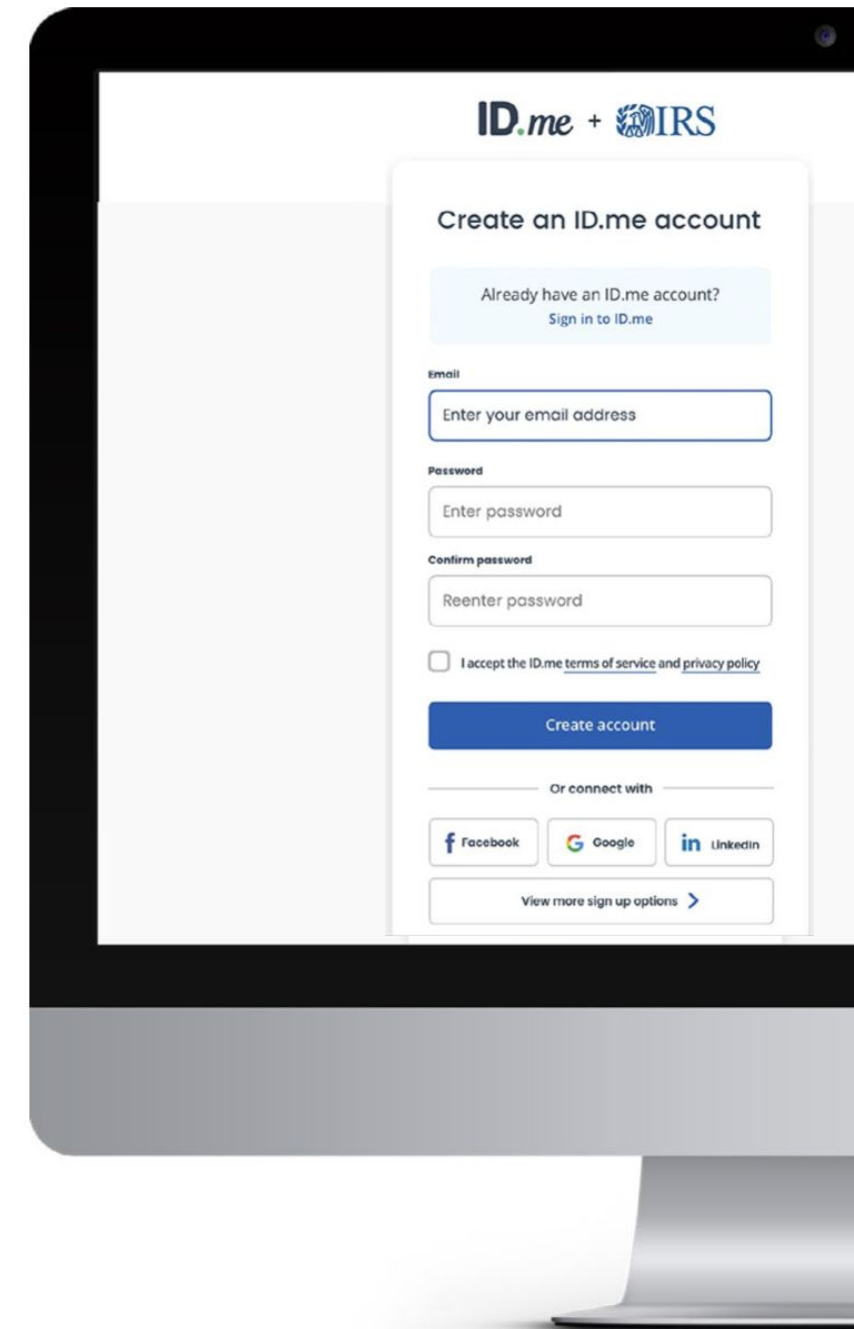 ID.me + IRS
Create an ID.me account
Already have an ID.me account?
Sign in to ID.me
Email
Enter your email address
Password
Enter password
Confirm password
Reenter password
I accept the ID.me terms of service and privacy policy
Create account
Or connect with
f Facebook G Google in LinkedIn
View more sign up options